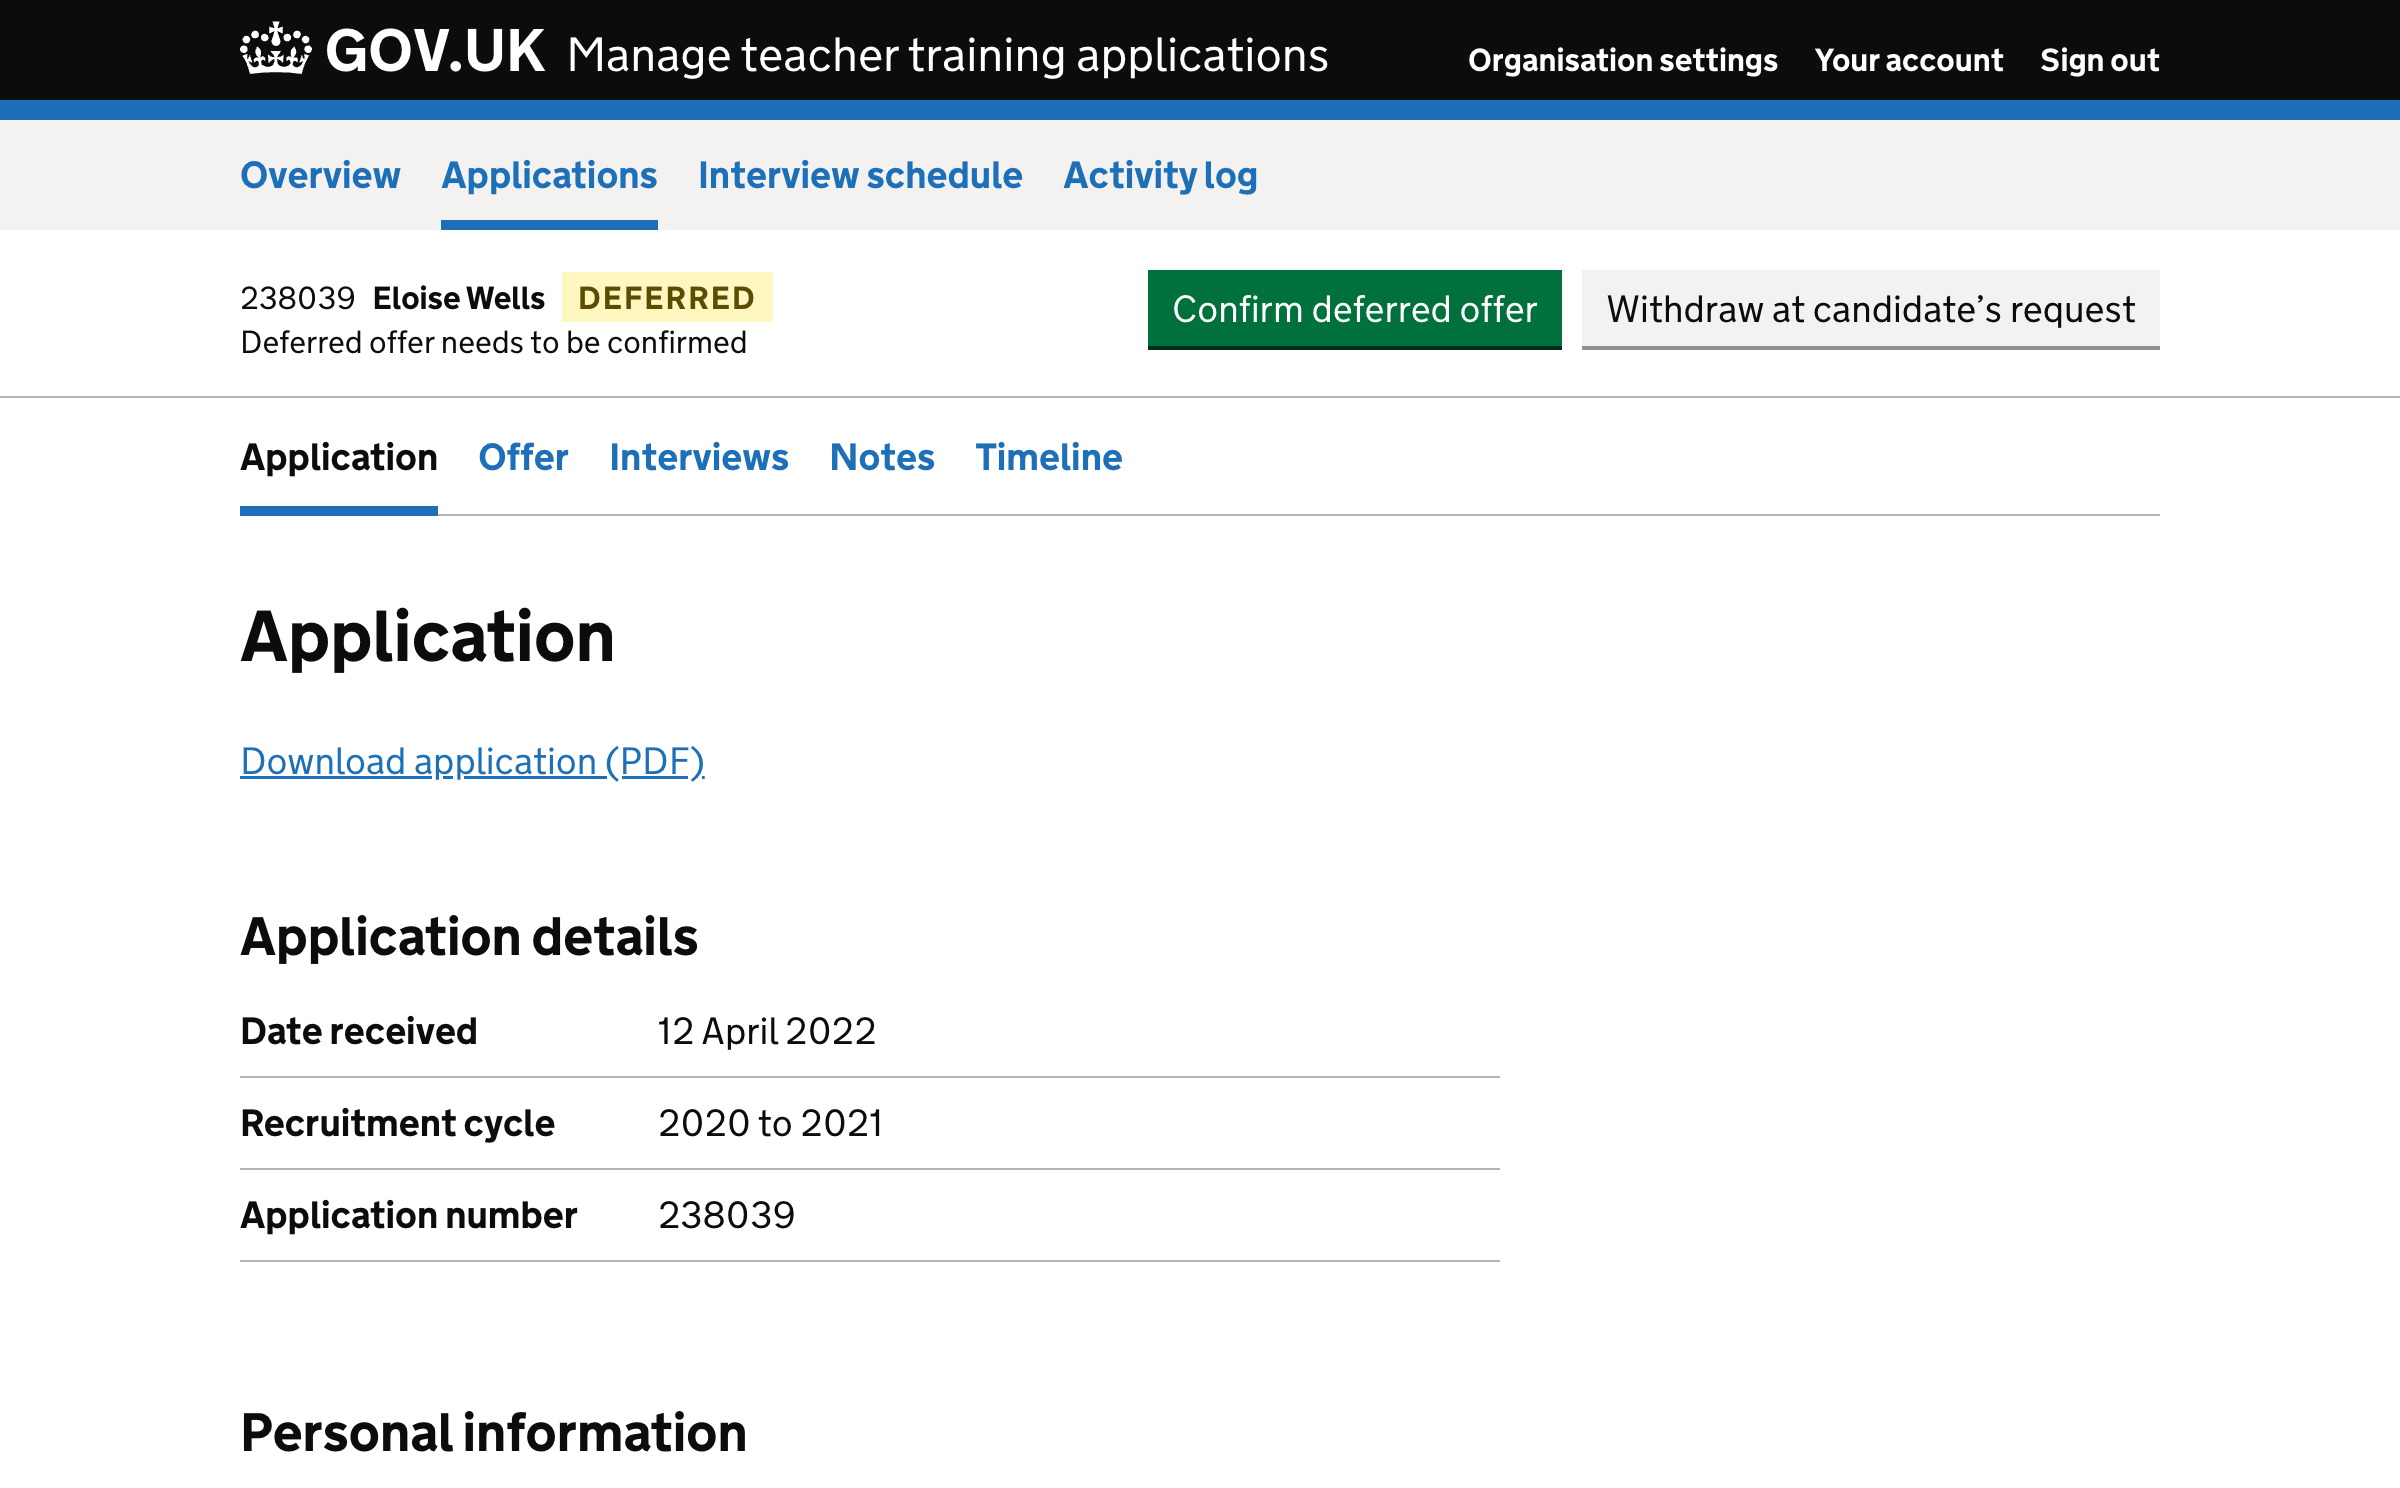 GOV.UK Manage teacher training applications Organisation settings Your account Sign out
Overview Applications Interview schedule Activity log
238039 Eloise Wells DEFERRED
Deferred offer needs to be confirmed
Confirm deferred offer Withdraw at candidate’s request
Application Offer Interviews Notes Timeline
Application
Download application (PDF)
Application details
Date received 12 April 2022
Recruitment cycle 2020 to 2021
Application number 238039
Personal information